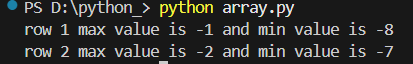 PS D:\python_> python array.py
row 1 max value is -1 and min value is -8
row 2 max value is -2 and min value is -7